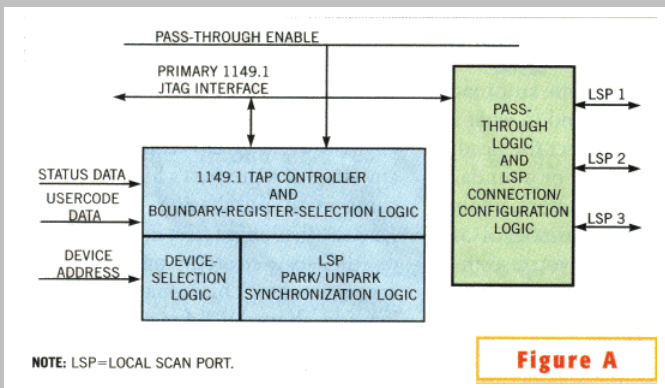 PASS-THROUGH ENABLE
PRIMARY 1149.1
JTAG INTERFACE
PASS-
THROUGH
LOGIC
AND
LSP
CONNECTION/
CONFIGURATION
LOGIC
LSP 1
LSP 2
LSP 3
STATUS DATA
USERCODE
DATA
1149.1 TAP CONTROLLER
AND
BOUNDARY-REGISTER-SELECTION LOGIC
DEVICE
ADDRESS
DEVICE-
SELECTION
LOGIC
LSP
PARK/ UNPARK
SYNCHRONIZATION LOGIC
NOTE: LSP=LOCAL SCAN PORT.
Figure A